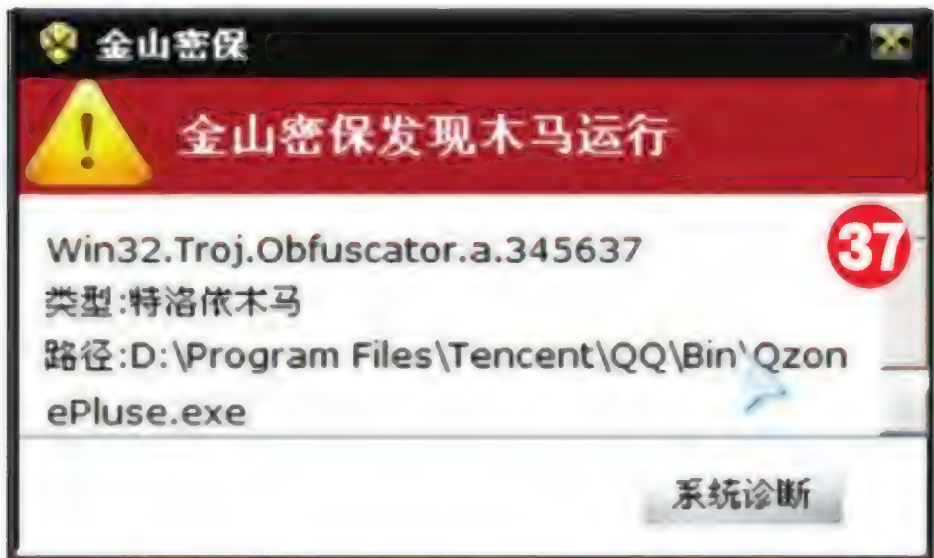 金山密保
金山密保发现木马运行
Win32.Troj.Obfuscator.a.345637
37
类型:特洛依木马
路径:D:\Program Files\Tencent\QQ\Bin\Qzon
ePluse.exe
系统诊断